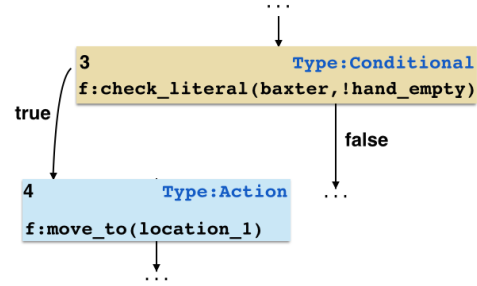 ...
3 Type:Conditional
f:check_literal(baxter,!hand_empty)
true
false
4 Type:Action
...
f:move_to(location_1)
...